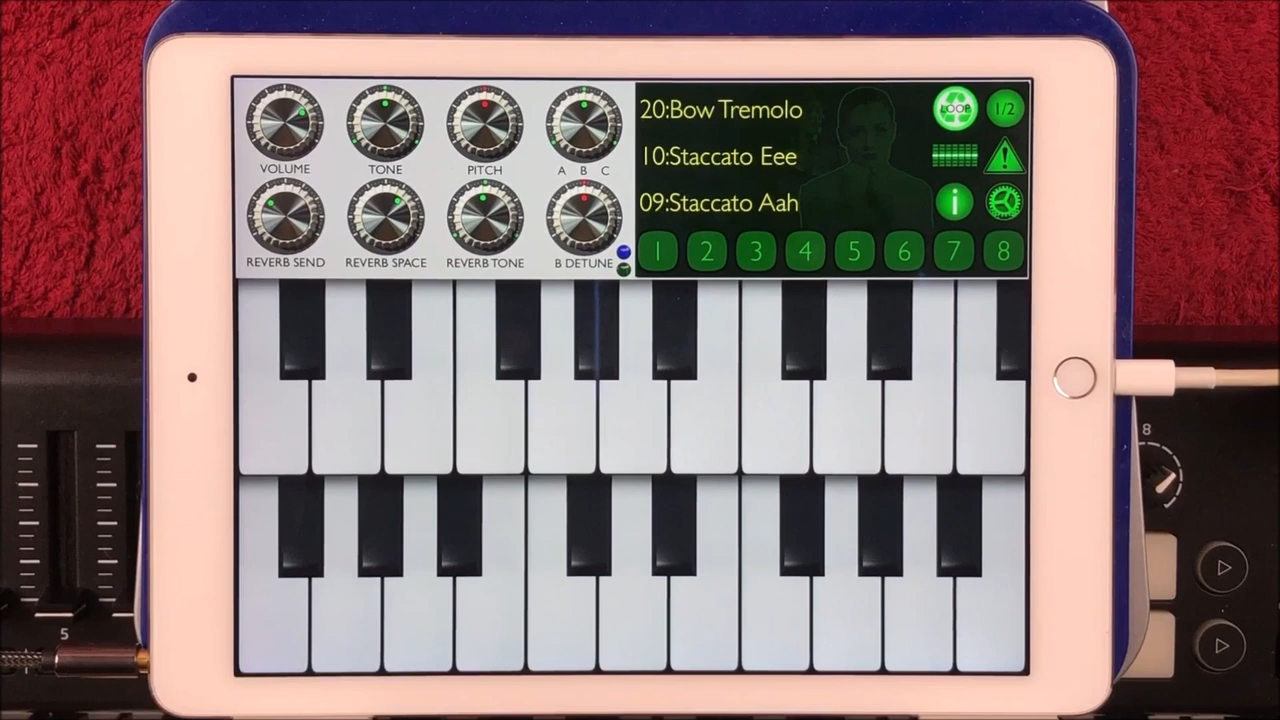 VOLUME TONE PITCH A B C
REVERB SEND REVERB SPACE REVERB TONE B DETUNE
20:Bow Tremolo
LOOP 1/2
10:Staccato Eee
09:Staccato Aah
i
1 2 3 4 5 6 7 8
8
5